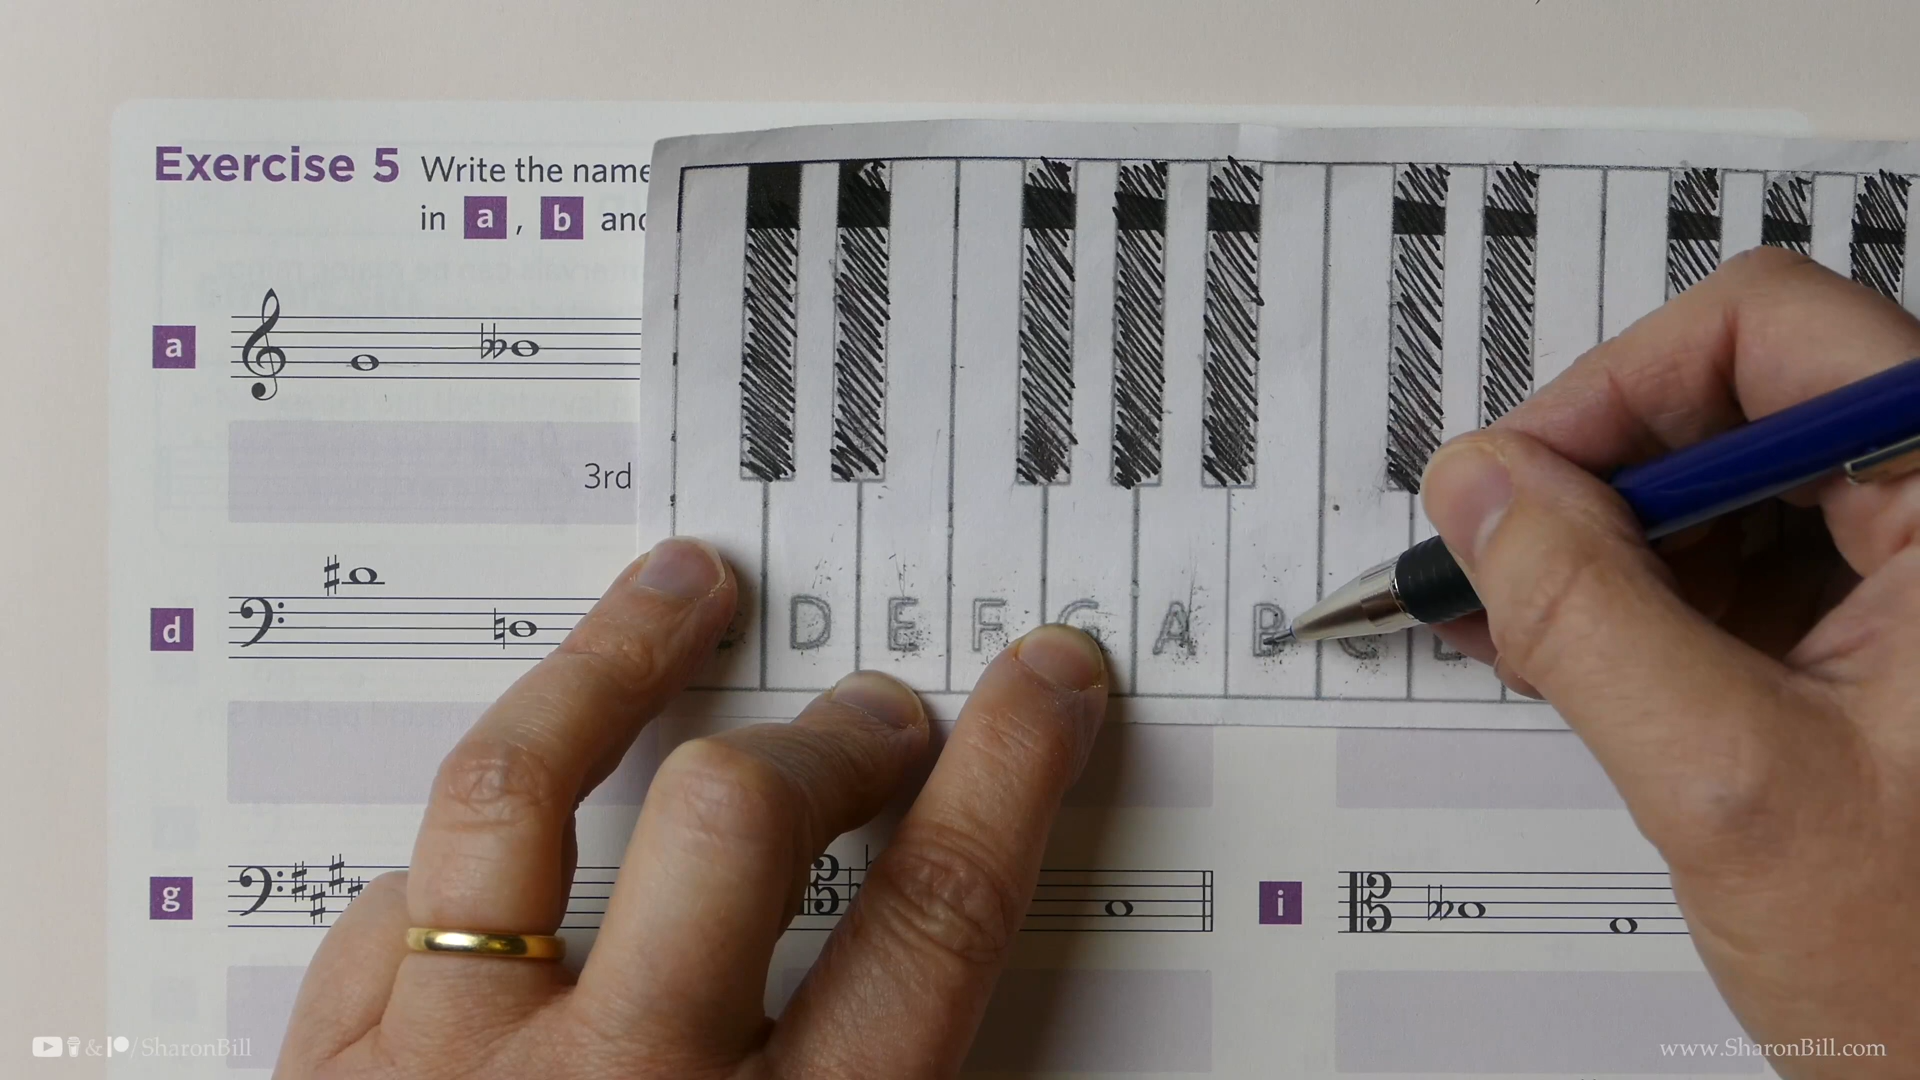 Exercise 5 Write the name
in a , b and
a
3rd
d
D E F G A B C
g
i
& /SharonBill
www.SharonBill.com